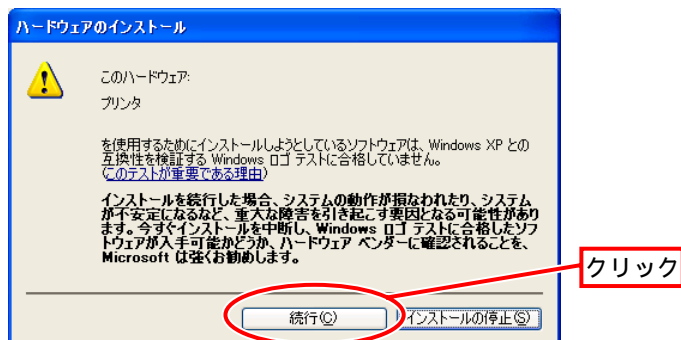 ハードウェアのインストール
このハードウェア:
プリンタ
を使用するためにインストールしようとしているソフトウェアは、Windows XP との
互換性を検証する Windows ロゴ テストに合格していません。
(このテストが重要である理由)
インストールを続行した場合、システムの動作が損なわれたり、システム
が不安定になるなど、重大な障害を引き起こす要因となる可能性があり
ます。今すぐインストールを中断し、Windows ロゴ テストに合格したソフ
トウェアが入手可能かどうか、ハードウェア ベンダーに確認されることを、
Microsoft は強くお勧めします。
クリック
続行(C)
インストールの停止(S)